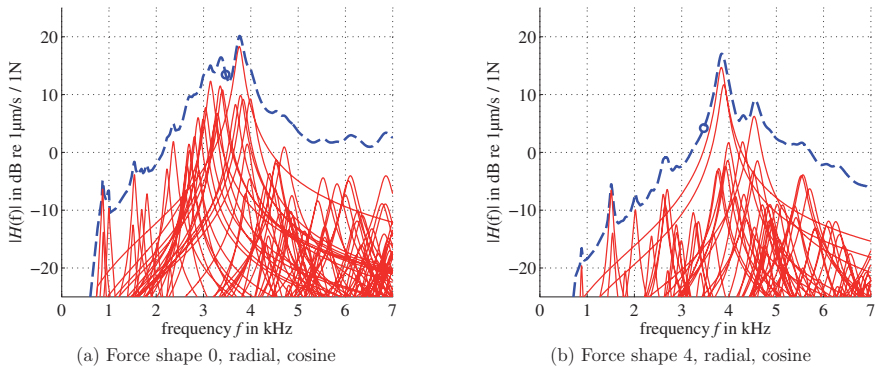 |H(f)| in dB re 1μm/s / 1N
20
10
0
−10
−20
0 1 2 3 4 5 6 7
frequency f in kHz
(a) Force shape 0, radial, cosine
|H(f)| in dB re 1μm/s / 1N
20
10
0
−10
−20
0 1 2 3 4 5 6 7
frequency f in kHz
(b) Force shape 4, radial, cosine